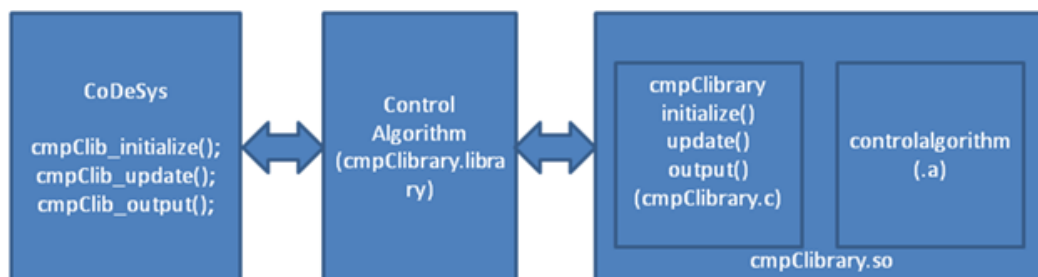 CoDeSys
cmpClib_initialize();
cmpClib_update();
cmpClib_output();
Control
Algorithm
(cmpClibrary.libra
ry)
cmpClibrary
initialize()
update()
output()
(cmpClibrary.c)
controlalgorithm
(.a)
cmpClibrary.so